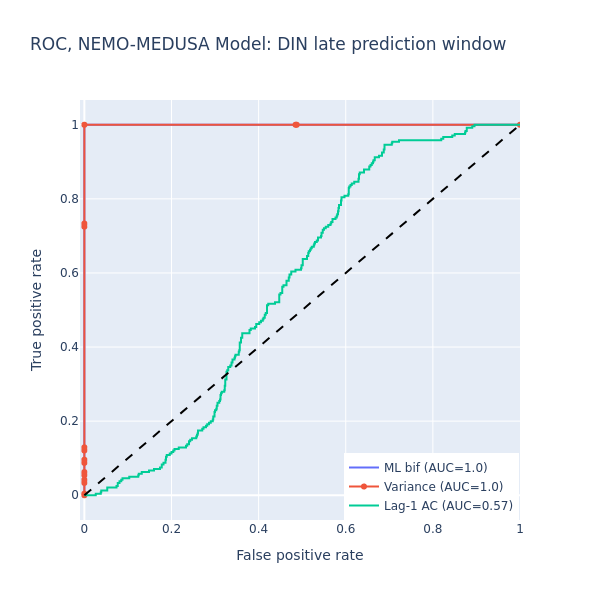 ROC, NEMO-MEDUSA Model: DIN late prediction window
True positive rate
1
0.8
0.6
0.4
0.2
0
0
0.2
0.4
0.6
0.8
1
False positive rate
ML bif (AUC=1.0)
Variance (AUC=1.0)
Lag-1 AC (AUC=0.57)